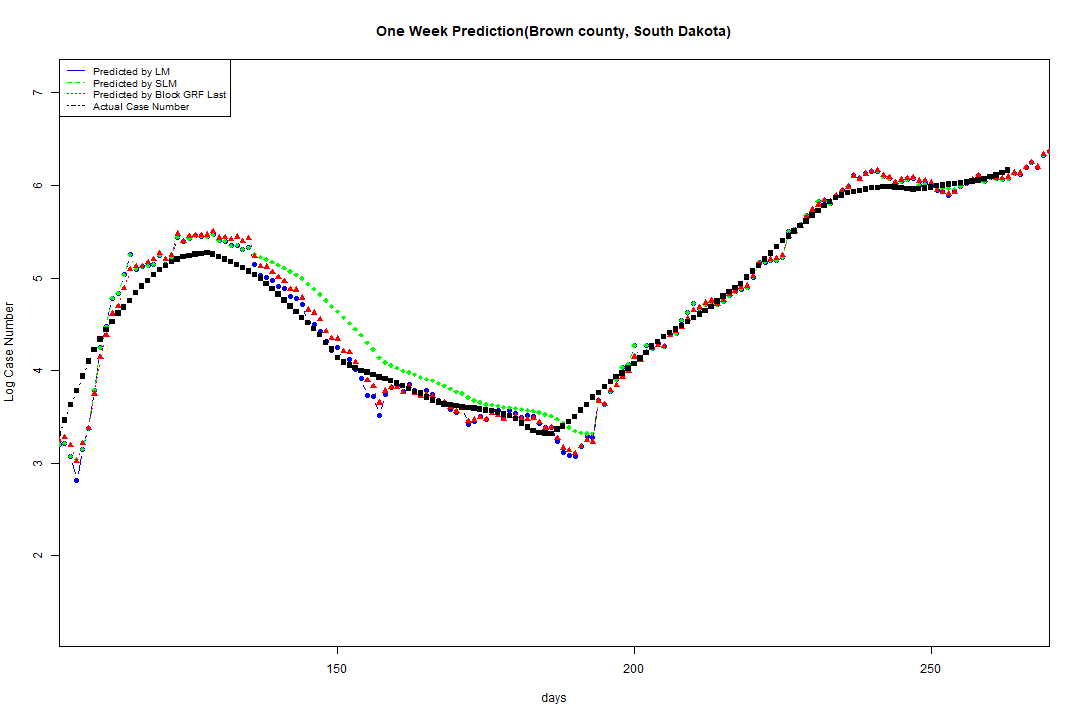 One Week Prediction(Brown county, South Dakota)
Predicted by LM
Predicted by SLM
Predicted by Block GRF Last
Actual Case Number
7
6
5
4
3
2
Log Case Number
150
200
250
days